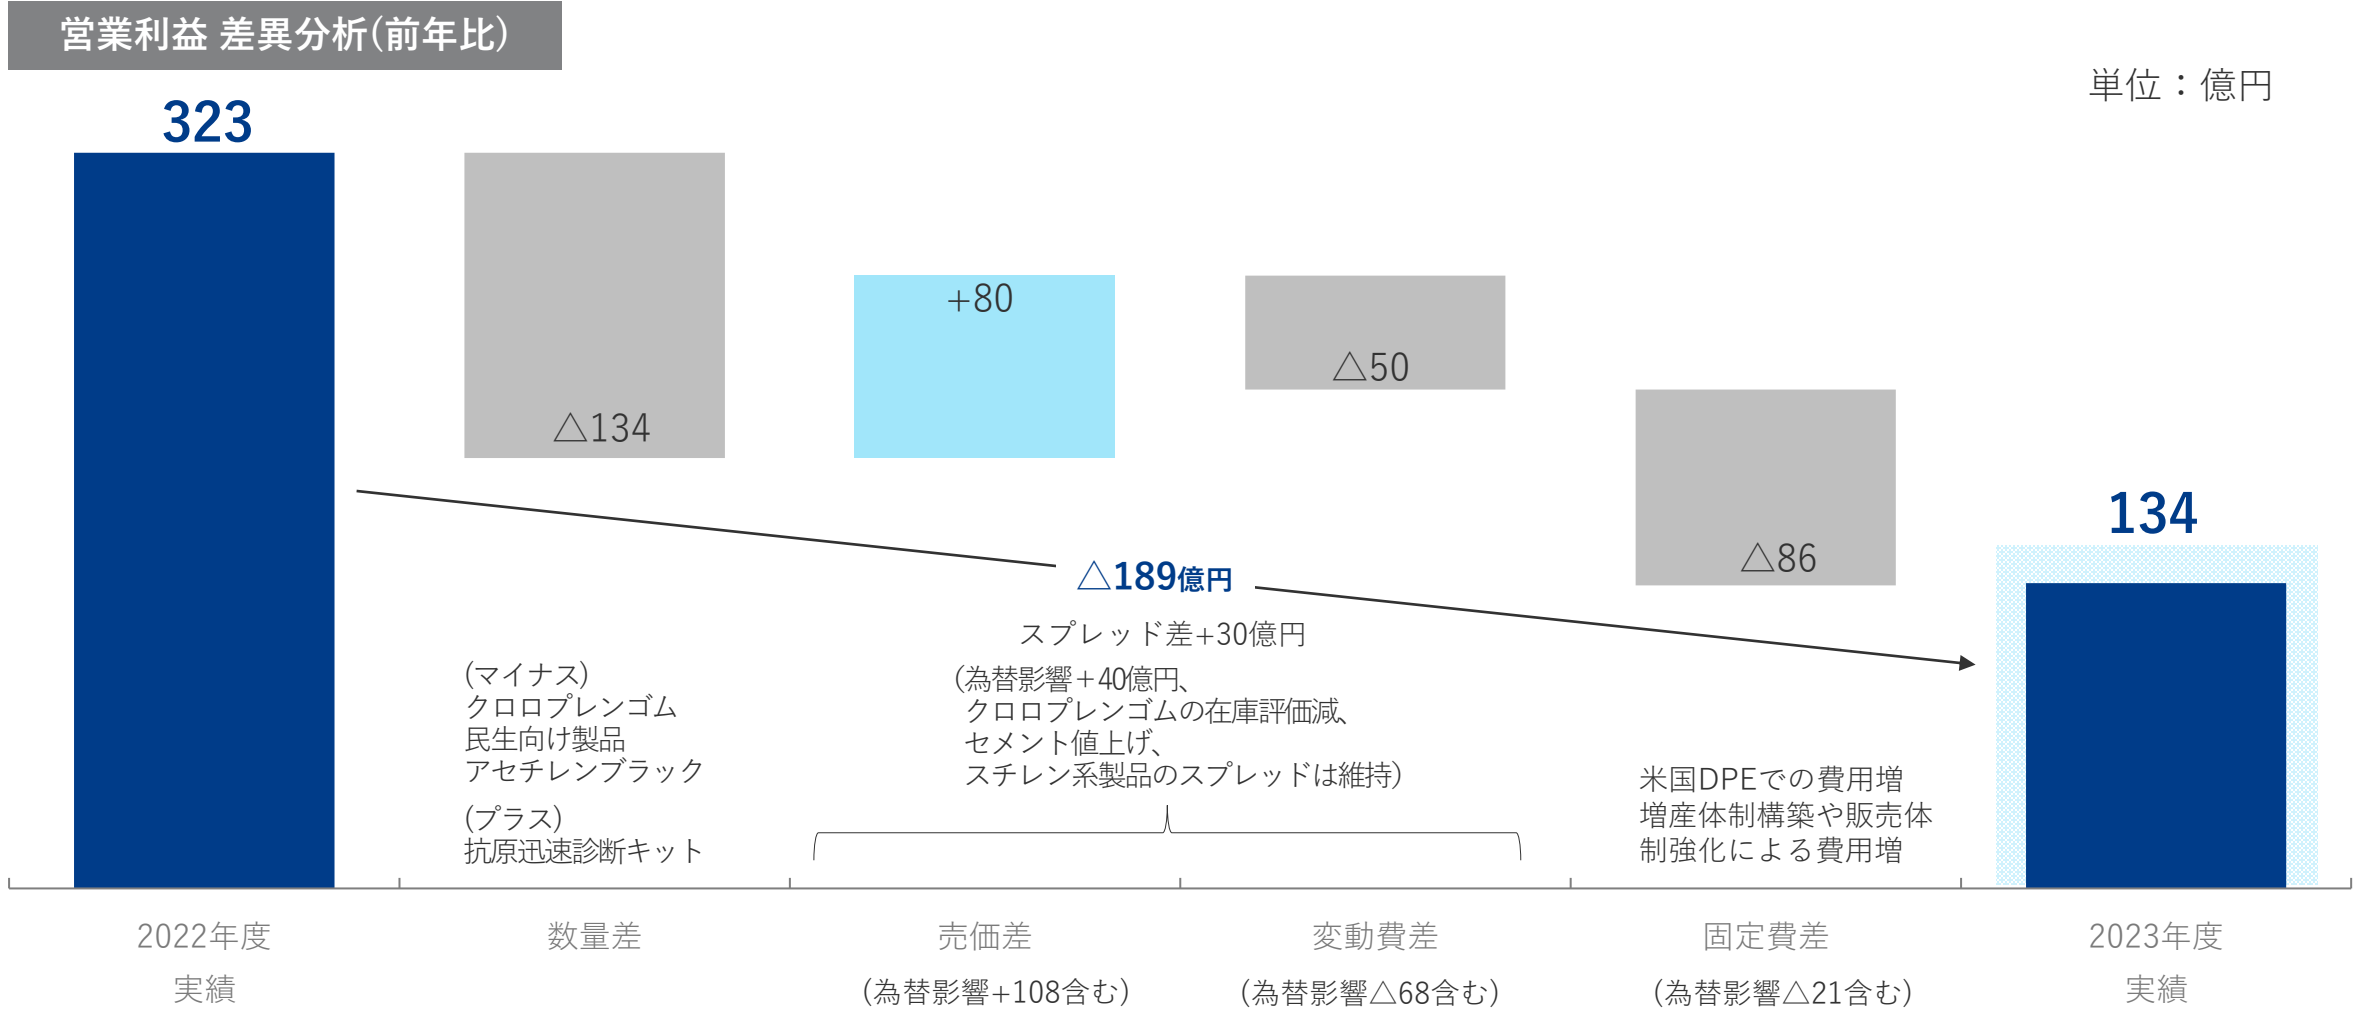 営業利益 差異分析(前年比)
単位：億円
323
△134
+80
△50
△86
134
△189億円
スプレッド差+30億円
(為替影響＋40億円、
クロロプレンゴムの在庫評価減、
セメント値上げ、
スチレン系製品のスプレッドは維持)
(マイナス)
クロロプレンゴム
民生向け製品
アセチレンブラック
(プラス)
抗原迅速診断キット
米国DPEでの費用増
増産体制構築や販売体
制強化による費用増
2022年度
実績
数量差
売価差
(為替影響+108含む)
変動費差
(為替影響△68含む)
固定費差
(為替影響△21含む)
2023年度
実績